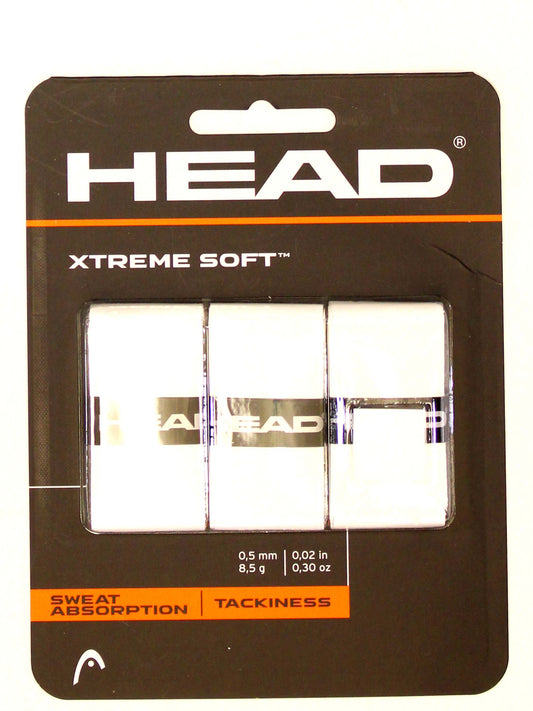 HEAD®
XTREME SOFT™
HEAD HEAD
0,5 mm | 0,02 in
8,5 g | 0,30 oz
SWEAT
ABSORPTION | TACKINESS